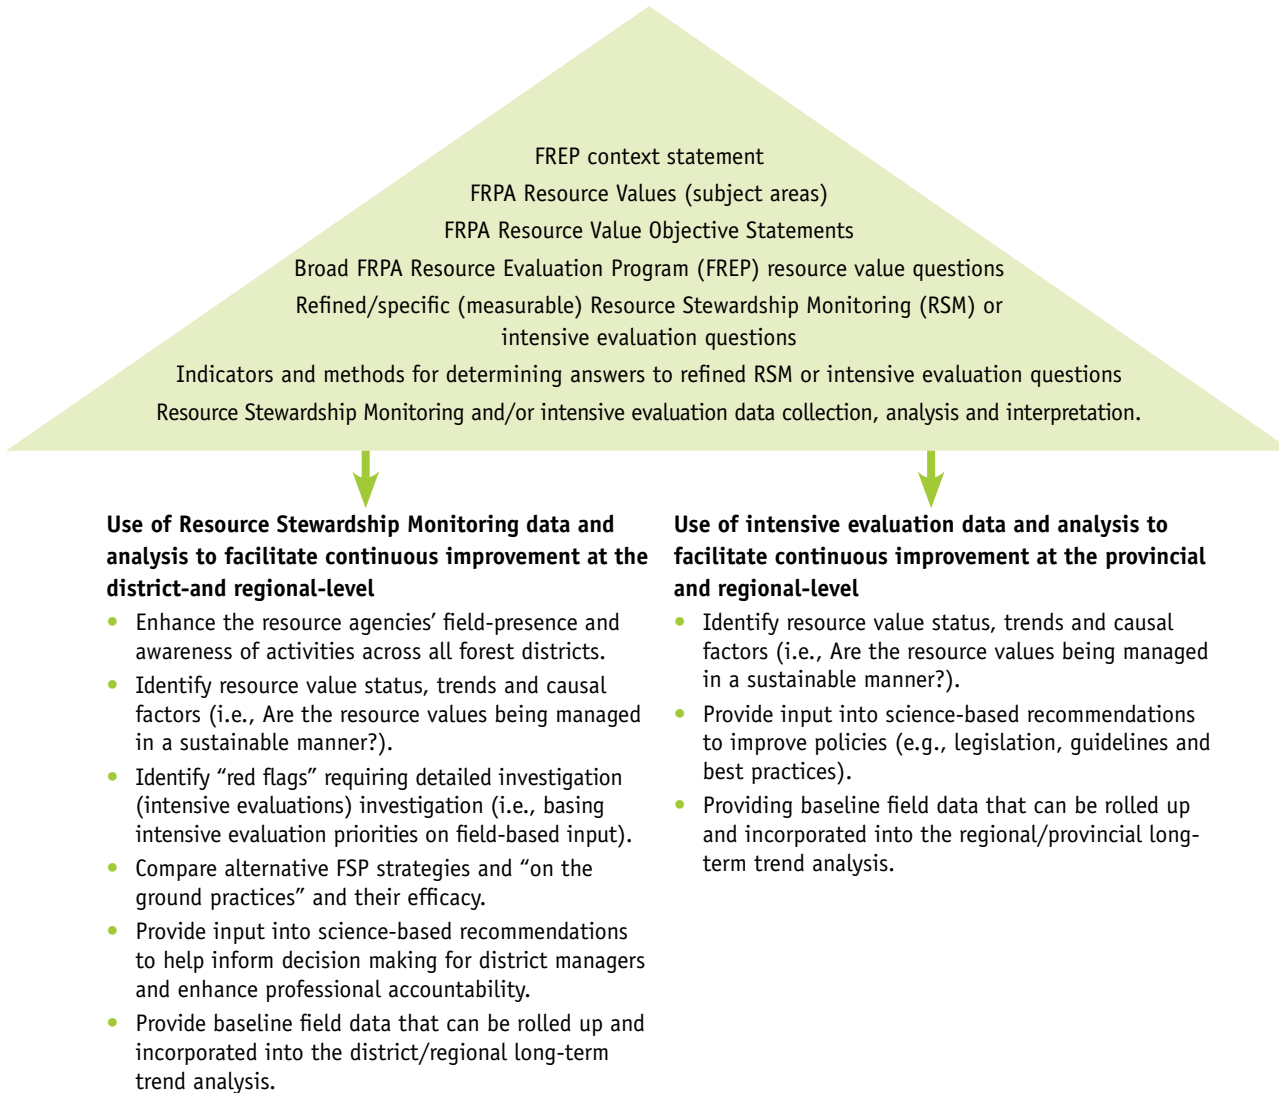 FREP context statement
FRPA Resource Values (subject areas)
FRPA Resource Value Objective Statements
Broad FRPA Resource Evaluation Program (FREP) resource value questions
Refined/specific (measurable) Resource Stewardship Monitoring (RSM) or
intensive evaluation questions
Indicators and methods for determining answers to refined RSM or intensive evaluation questions
Resource Stewardship Monitoring and/or intensive evaluation data collection, analysis and interpretation.
Use of Resource Stewardship Monitoring data and
analysis to facilitate continuous improvement at the
district-and regional-level
• Enhance the resource agencies’ field-presence and
awareness of activities across all forest districts.
• Identify resource value status, trends and causal
factors (i.e., Are the resource values being managed
in a sustainable manner?).
• Identify “red flags” requiring detailed investigation
(intensive evaluations) investigation (i.e., basing
intensive evaluation priorities on field-based input).
• Compare alternative FSP strategies and “on the
ground practices” and their efficacy.
• Provide input into science-based recommendations
to help inform decision making for district managers
and enhance professional accountability.
• Provide baseline field data that can be rolled up and
incorporated into the district/regional long-term
trend analysis.
Use of intensive evaluation data and analysis to
facilitate continuous improvement at the provincial
and regional-level
• Identify resource value status, trends and causal
factors (i.e., Are the resource values being managed
in a sustainable manner?).
• Provide input into science-based recommendations
to improve policies (e.g., legislation, guidelines and
best practices).
• Providing baseline field data that can be rolled up
and incorporated into the regional/provincial long-
term trend analysis.